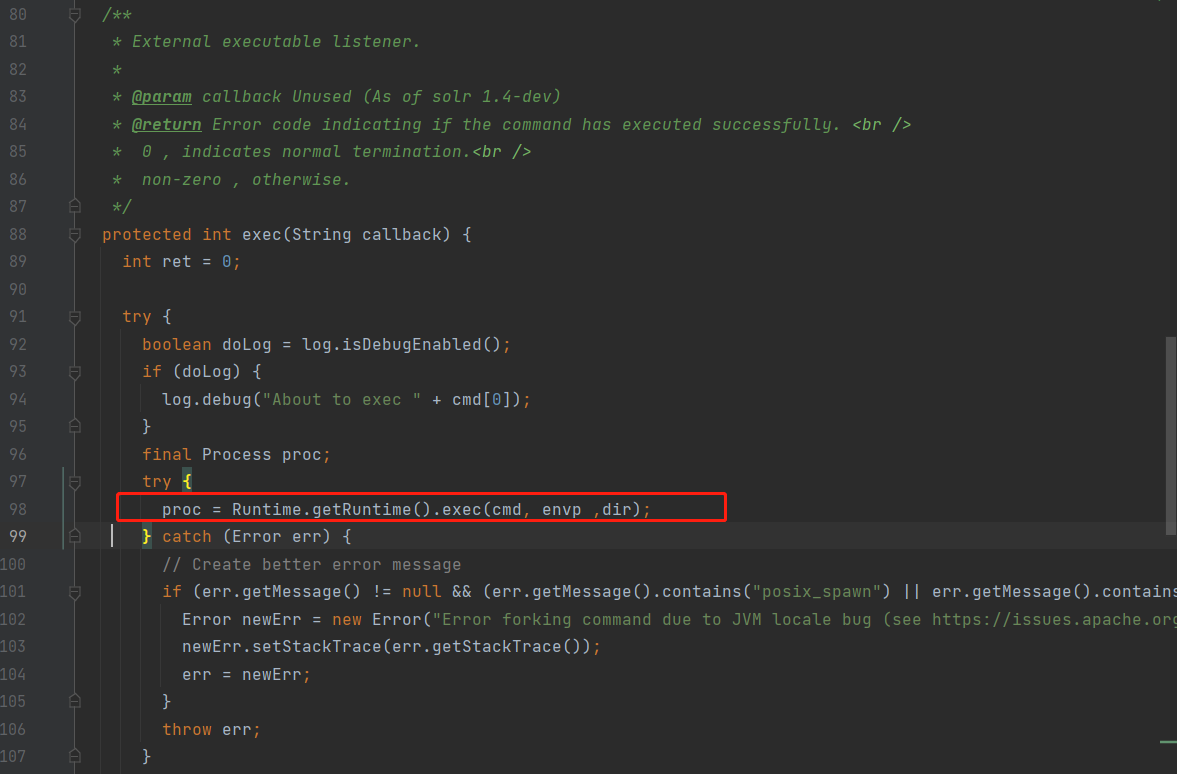 80 /**
81 * External executable listener.
82 *
83 * @param callback Unused (As of solr 1.4-dev)
84 * @return Error code indicating if the command has executed successfully. <br />
85 * 0 , indicates normal termination.<br />
86 * non-zero , otherwise.
87 */
88 protected int exec(String callback) {
89 int ret = 0;
90
91 try {
92 boolean doLog = log.isDebugEnabled();
93 if (doLog) {
94 log.debug("About to exec " + cmd[0]);
95 }
96 final Process proc;
97 try {
98 proc = Runtime.getRuntime().exec(cmd, envp ,dir);
99 } catch (Error err) {
100 // Create better error message
101 if (err.getMessage() != null && (err.getMessage().contains("posix_spawn") || err.getMessage().contains
102 Error newErr = new Error("Error forking command due to JVM locale bug (see https://issues.apache.org
103 newErr.setStackTrace(err.getStackTrace());
104 err = newErr;
105 }
106 throw err;
107 }